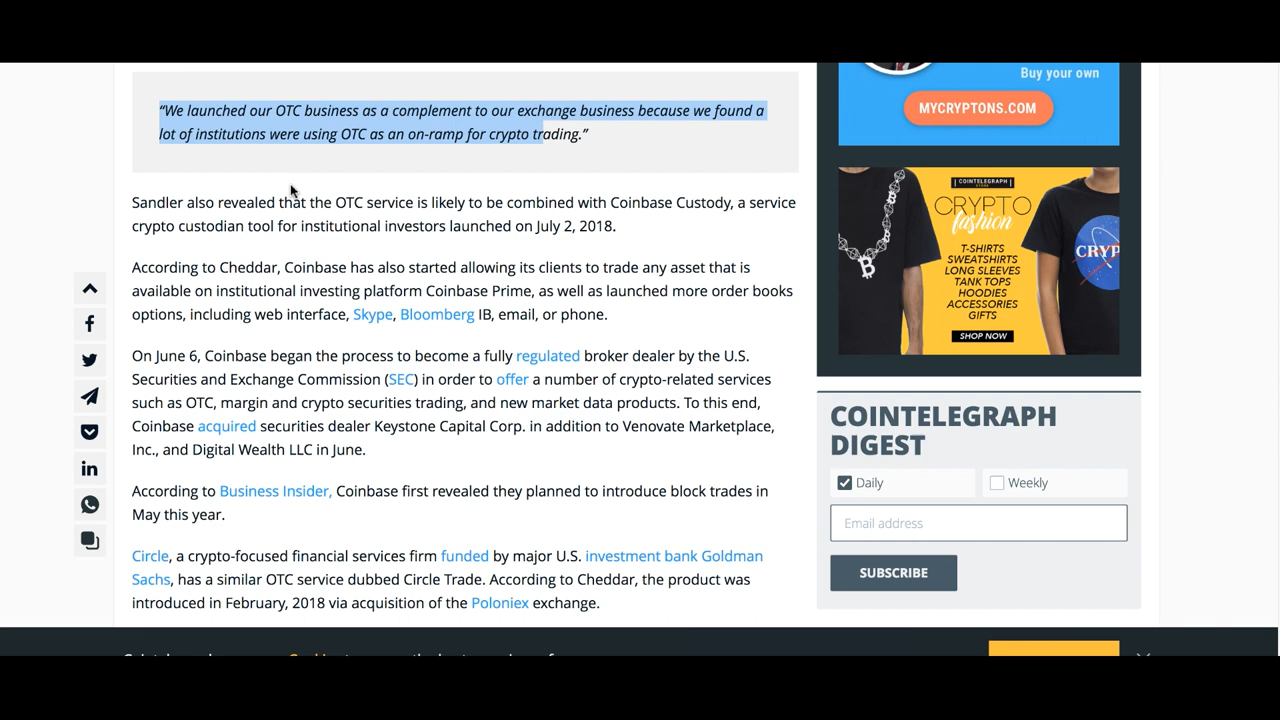 “We launched our OTC business as a complement to our exchange business because we found a
lot of institutions were using OTC as an on-ramp for crypto trading.”
Sandler also revealed that the OTC service is likely to be combined with Coinbase Custody, a service
crypto custodian tool for institutional investors launched on July 2, 2018.
According to Cheddar, Coinbase has also started allowing its clients to trade any asset that is
available on institutional investing platform Coinbase Prime, as well as launched more order books
options, including web interface, Skype, Bloomberg IB, email, or phone.
On June 6, Coinbase began the process to become a fully regulated broker dealer by the U.S.
Securities and Exchange Commission (SEC) in order to offer a number of crypto-related services
such as OTC, margin and crypto securities trading, and new market data products. To this end,
Coinbase acquired securities dealer Keystone Capital Corp. in addition to Venovate Marketplace,
Inc., and Digital Wealth LLC in June.
According to Business Insider, Coinbase first revealed they planned to introduce block trades in
May this year.
Circle, a crypto-focused financial services firm funded by major U.S. investment bank Goldman
Sachs, has a similar OTC service dubbed Circle Trade. According to Cheddar, the product was
introduced in February, 2018 via acquisition of the Poloniex exchange.
Buy your own
MYCRYPTONS.COM
COINTELEGRAPH
CRYPTO
fashion
T-SHIRTS
SWEATSHIRTS
LONG SLEEVES
TANK TOPS
HOODIES
ACCESSORIES
GIFTS
SHOP NOW
COINTELEGRAPH
DIGEST
Daily
Weekly
Email address
SUBSCRIBE